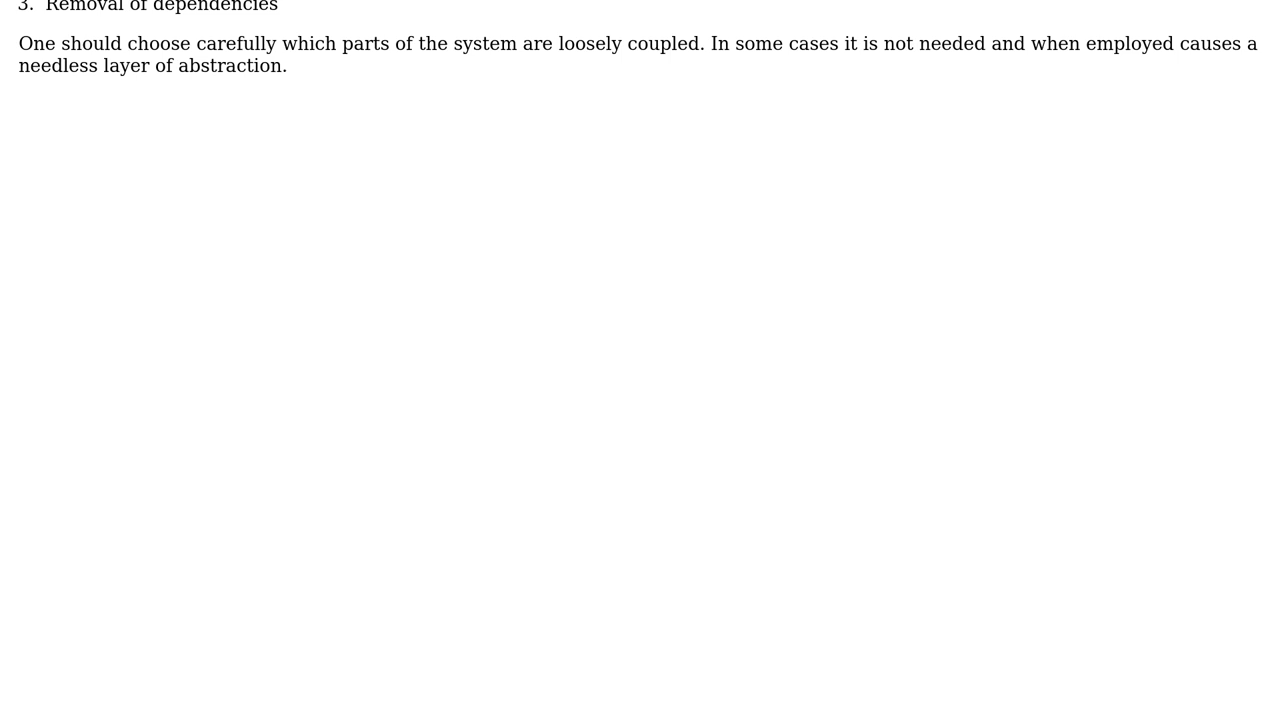 3. Removal of dependencies
One should choose carefully which parts of the system are loosely coupled. In some cases it is not needed and when employed causes a
needless layer of abstraction.